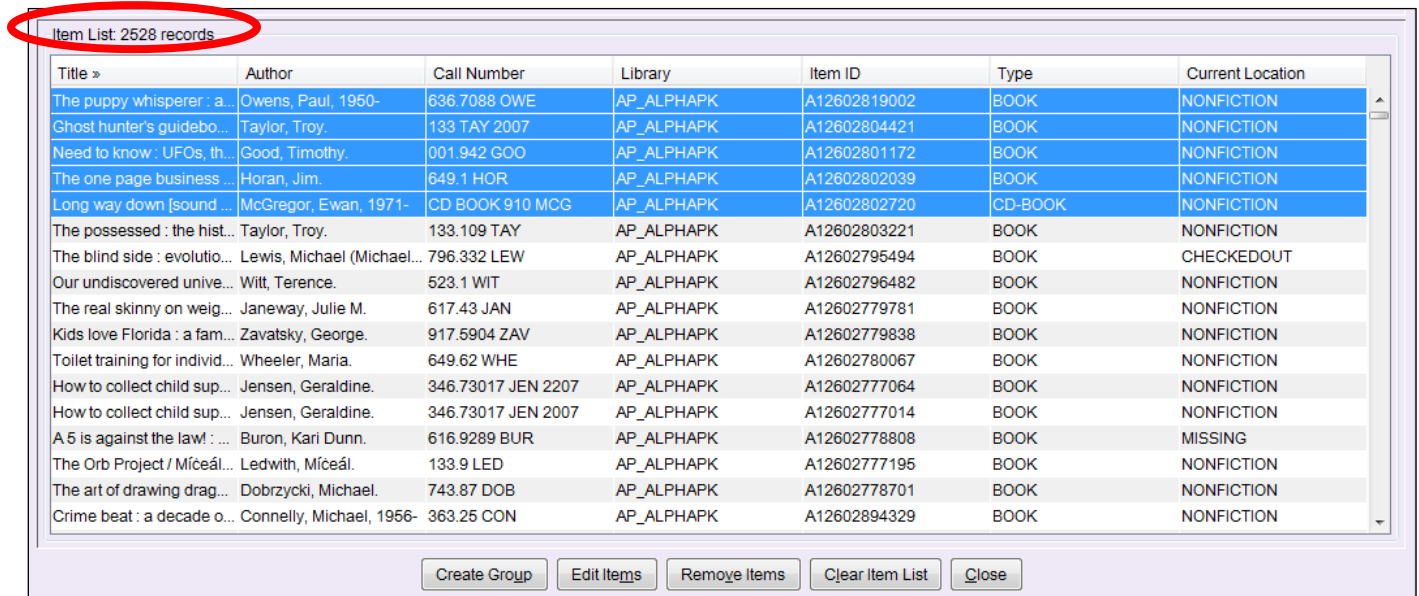 Item List: 2528 records
Title » Author Call Number Library Item ID Type Current Location
The puppy whisperer : a... Owens, Paul, 1950- 636.7088 OWE AP_ALPHAPK A12602819002 BOOK NONFICTION
Ghost hunter's guidebo... Taylor, Troy. 133 TAY 2007 AP_ALPHAPK A12602804421 BOOK NONFICTION
Need to know : UFOs, th... Good, Timothy. 001.942 GOO AP_ALPHAPK A12602801172 BOOK NONFICTION
The one page business ... Horan, Jim. 649.1 HOR AP_ALPHAPK A12602802039 BOOK NONFICTION
Long way down [sound ... McGregor, Ewan, 1971- CD BOOK 910 MCG AP_ALPHAPK A12602802720 CD-BOOK NONFICTION
The possessed : the hist... Taylor, Troy. 133.109 TAY AP_ALPHAPK A12602803221 BOOK NONFICTION
The blind side : evolutio... Lewis, Michael (Michael... 796.332 LEW AP_ALPHAPK A12602795494 BOOK CHECKEDOUT
Our undiscovered unive... Witt, Terence. 523.1 WIT AP_ALPHAPK A12602796482 BOOK NONFICTION
The real skinny on weig... Janeway, Julie M. 617.43 JAN AP_ALPHAPK A12602779781 BOOK NONFICTION
Kids love Florida : a fam... Zavatsky, George. 917.5904 ZAV AP_ALPHAPK A12602779838 BOOK NONFICTION
Toilet training for individ... Wheeler, Maria. 649.62 WHE AP_ALPHAPK A12602780067 BOOK NONFICTION
How to collect child sup... Jensen, Geraldine. 346.73017 JEN 2207 AP_ALPHAPK A12602777064 BOOK NONFICTION
How to collect child sup... Jensen, Geraldine. 346.73017 JEN 2007 AP_ALPHAPK A12602777014 BOOK NONFICTION
A 5 is against the law! : ... Buron, Kari Dunn. 616.9289 BUR AP_ALPHAPK A12602778808 BOOK MISSING
The Orb Project / Míċeál... Ledwith, Míċeál. 133.9 LED AP_ALPHAPK A12602777195 BOOK NONFICTION
The art of drawing drag... Dobrzycki, Michael. 743.87 DOB AP_ALPHAPK A12602778701 BOOK NONFICTION
Crime beat : a decade o... Connelly, Michael, 1956- 363.25 CON AP_ALPHAPK A12602894329 BOOK NONFICTION
Create Group Edit Items Remove Items Clear Item List Close